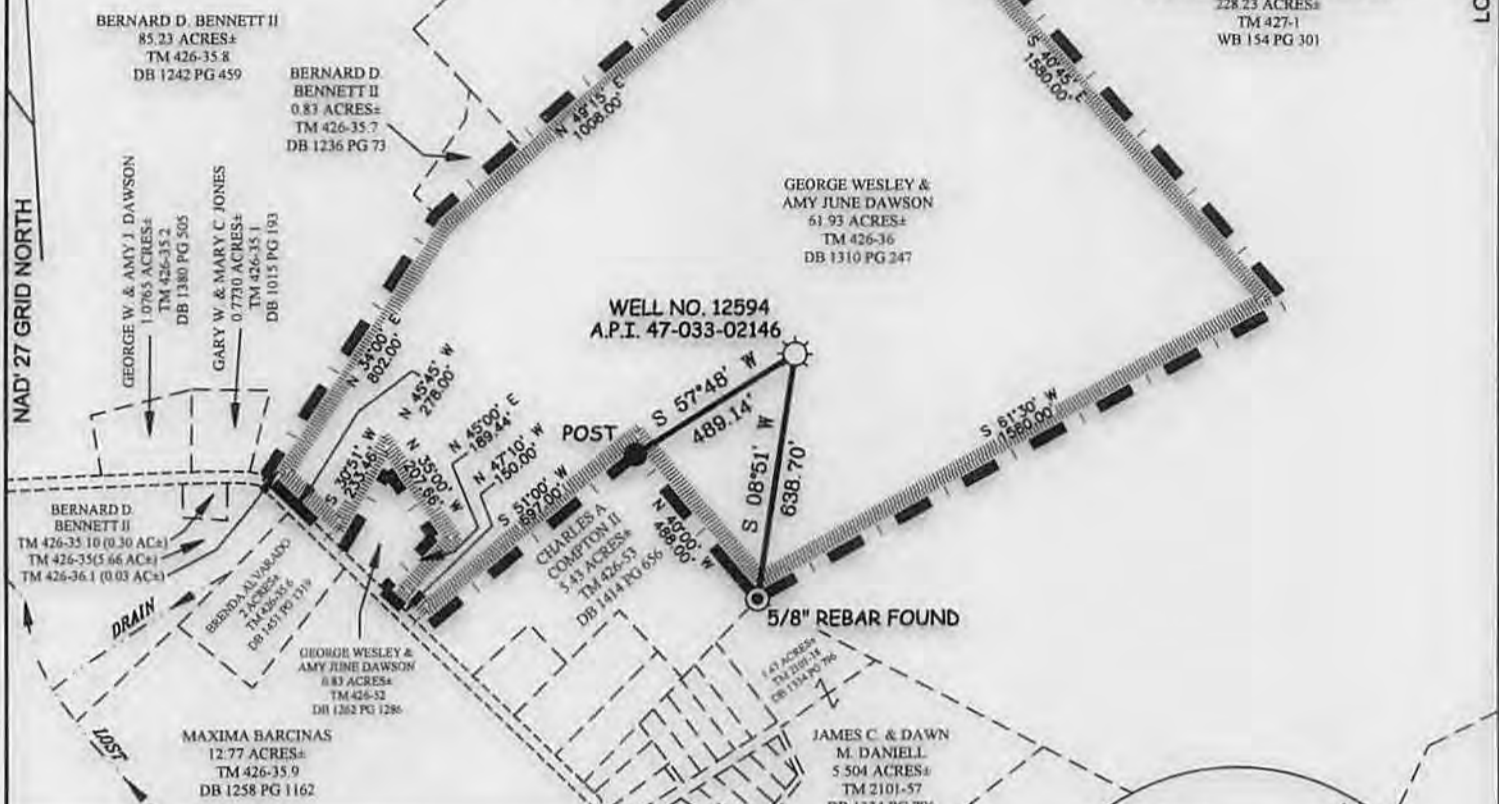 BERNARD D. BENNETT II
85.23 ACRES±
TM 426-35.8
DB 1242 PG 459
BERNARD D.
BENNETT II
0.83 ACRES±
TM 426-35.7
DB 1236 PG 73
228.23 ACRES±
TM 427-1
WB 154 PG 301
LO
S 40°45' E
1580.00'
N 49°15' E
1008.00'
NAD' 27 GRID NORTH
GEORGE W. & AMY J. DAWSON
1.0765 ACRES±
TM 426-35.2
DB 1380 PG 505
GARY W. & MARY C. JONES
0.7730 ACRES±
TM 426-35.1
DB 1015 PG 193
GEORGE WESLEY &
AMY JUNE DAWSON
61.93 ACRES±
TM 426-36
DB 1310 PG 247
WELL NO. 12594
A.P.I. 47-033-02146
N 34°00' E
802.00'
N 45°45' W
278.00'
S 30°51' W
233.46'
N 35°00' W
207.66'
N 45°00' E
189.44'
N 47°10' W
150.00'
POST
S 57°48' W
489.14'
S 08°51' W
638.70'
S 61°30' W
1560.00'
S 51°00' W
697.00'
N 40°00' W
488.00'
CHARLES A
COMPTON II
5.43 ACRES±
TM 426-53
DB 1414 PG 656
5/8" REBAR FOUND
BERNARD D.
BENNETT II
TM 426-35.10 (0.30 AC±)
TM 426-35(5.66 AC±)
TM 426-36.1 (0.03 AC±)
DRAIN
BRENDA ALVARADO
2 ACRES±
TM 426-35.6
DB 1451 PG 1319
GEORGE WESLEY &
AMY JUNE DAWSON
0.83 ACRES±
TM 426-52
DB 1262 PG 1286
LOST
MAXIMA BARCINAS
12.77 ACRES±
TM 426-35.9
DB 1258 PG 1162
JAMES C. & DAWN
M. DANIELL
5.504 ACRES±
TM 2101-57